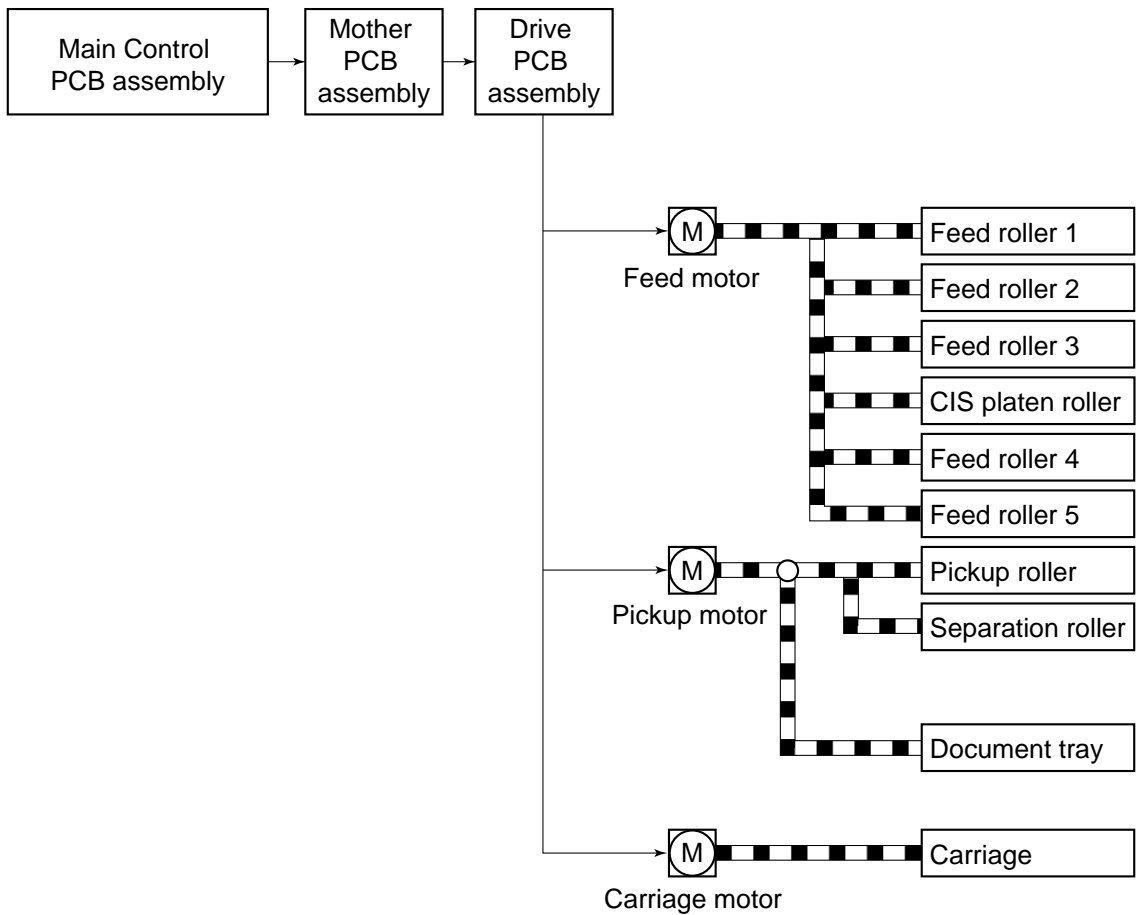 Main Control
PCB assembly
Mother
PCB
assembly
Drive
PCB
assembly
M
Feed motor
Feed roller 1
Feed roller 2
Feed roller 3
CIS platen roller
Feed roller 4
Feed roller 5
M
Pickup motor
Pickup roller
Separation roller
Document tray
M
Carriage motor
Carriage